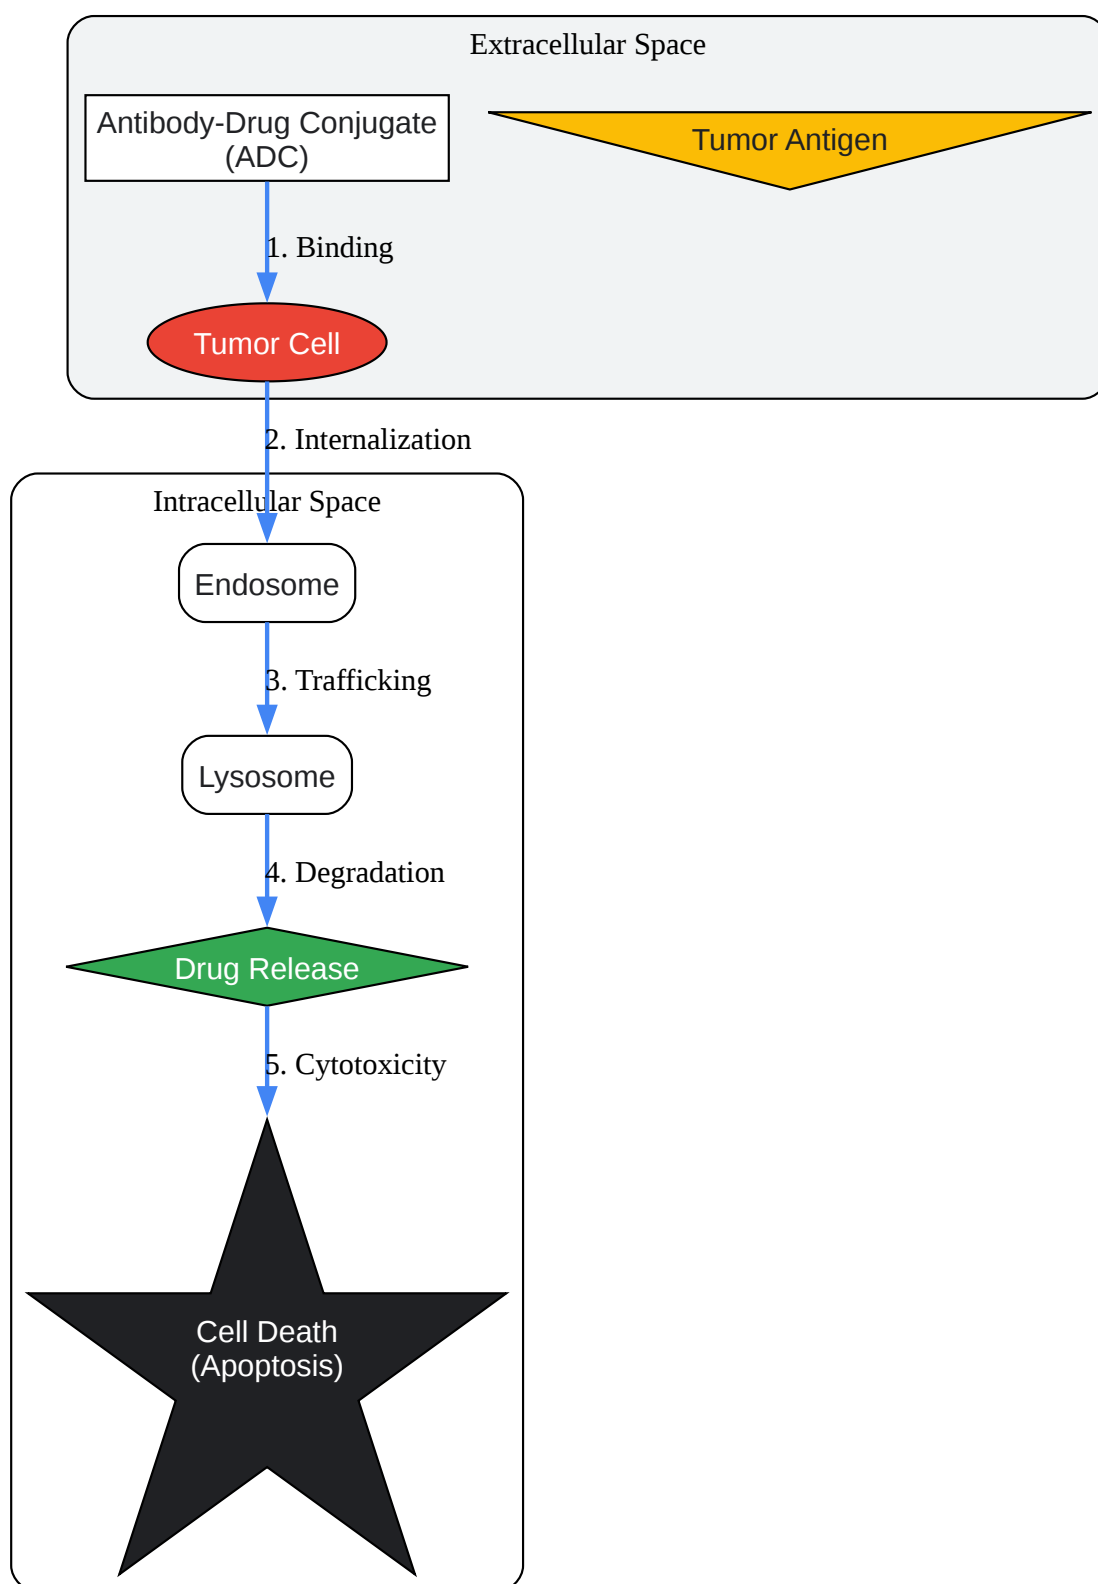 Extracellular Space
Antibody-Drug Conjugate
(ADC)
Tumor Antigen
1. Binding
Tumor Cell
2. Internalization
Intracellular Space
Endosome
3. Trafficking
Lysosome
4. Degradation
Drug Release
5. Cytotoxicity
Cell Death
(Apoptosis)